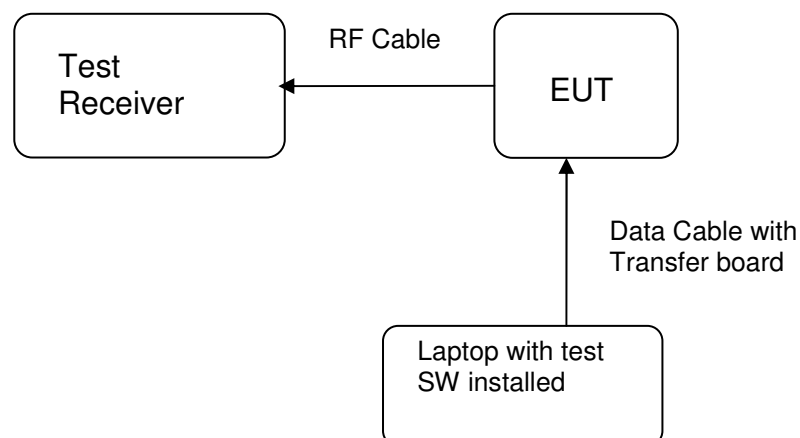 RF Cable
Test
Receiver
EUT
Data Cable with
Transfer board
Laptop with test
SW installed